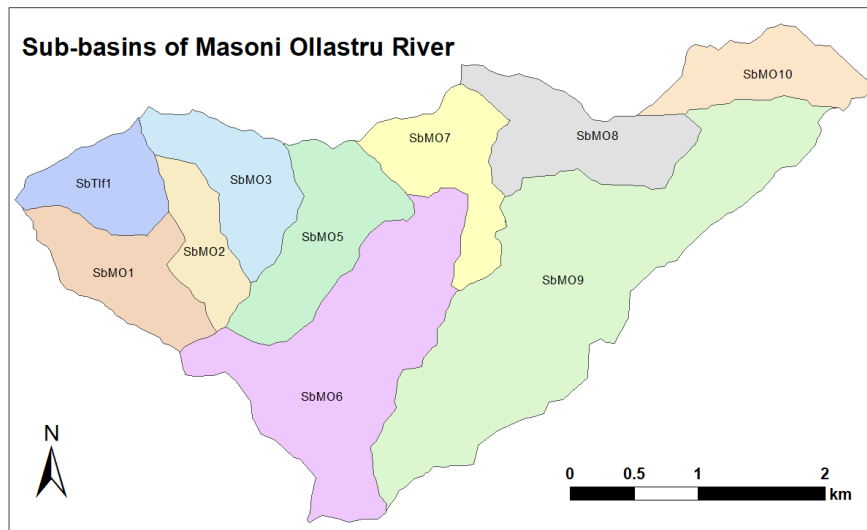 Sub-basins of Masoni Ollastru River
SbMO10
SbMO7
SbMO8
SbTIf1
SbMO3
SbMO5
SbMO2
SbMO1
SbMO9
SbMO6
N
0 0.5 1 2
km